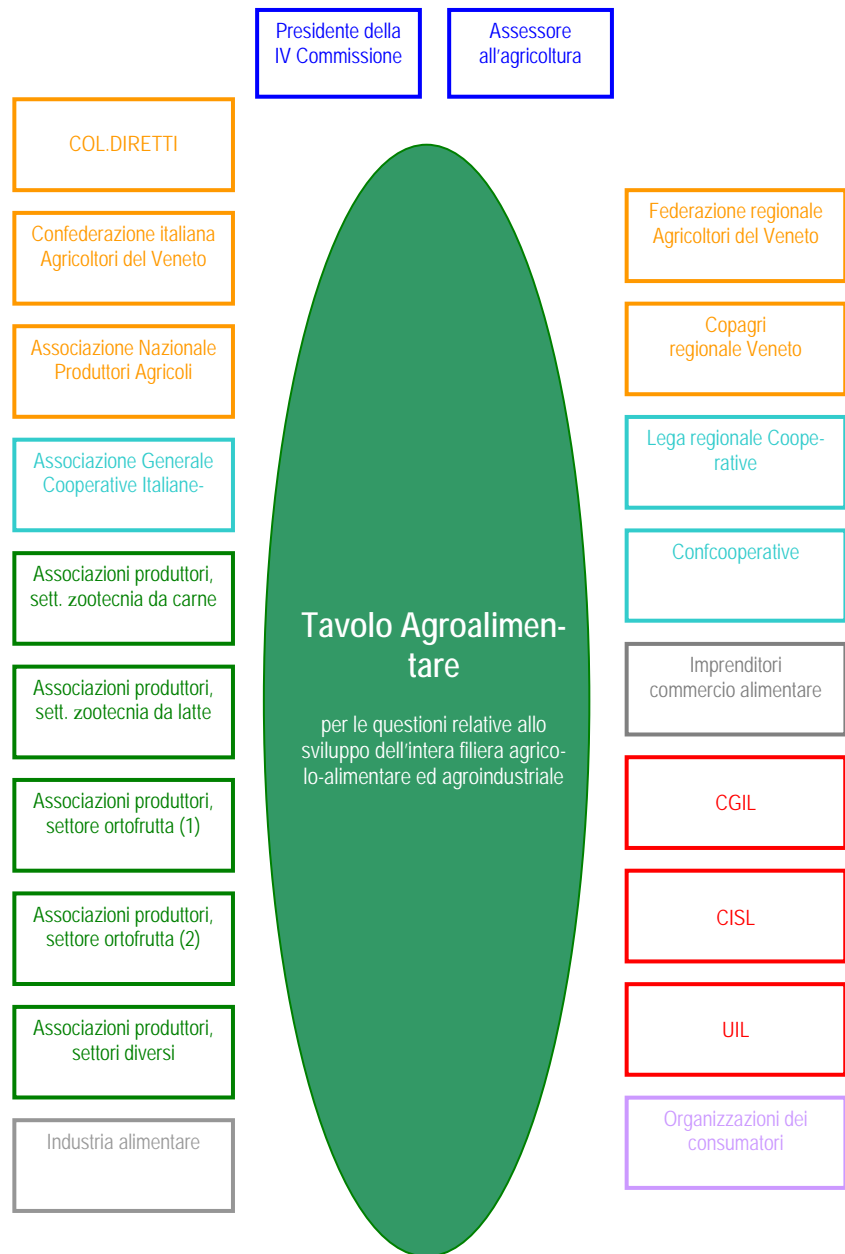 Presidente della
IV Commissione
Assessore
all'agricoltura
COL.DIRETTI
Confederazione italiana
Agricoltori del Veneto
Associazione Nazionale
Produttori Agricoli
Associazione Generale
Cooperative Italiane-
Associazioni produttori,
sett. zootecnia da carne
Associazioni produttori,
sett. zootecnia da latte
Associazioni produttori,
settore ortofrutta (1)
Associazioni produttori,
settore ortofrutta (2)
Associazioni produttori,
settori diversi
Industria alimentare
Tavolo Agroalimen-
tare
per le questioni relative allo
sviluppo dell'intera filiera agrico-
lo-alimentare ed agroindustriale
Federazione regionale
Agricoltori del Veneto
Copagri
regionale Veneto
Lega regionale Coope-
rative
Confcooperative
Imprenditori
commercio alimentare
CGIL
CISL
UIL
Organizzazioni dei
consumatori